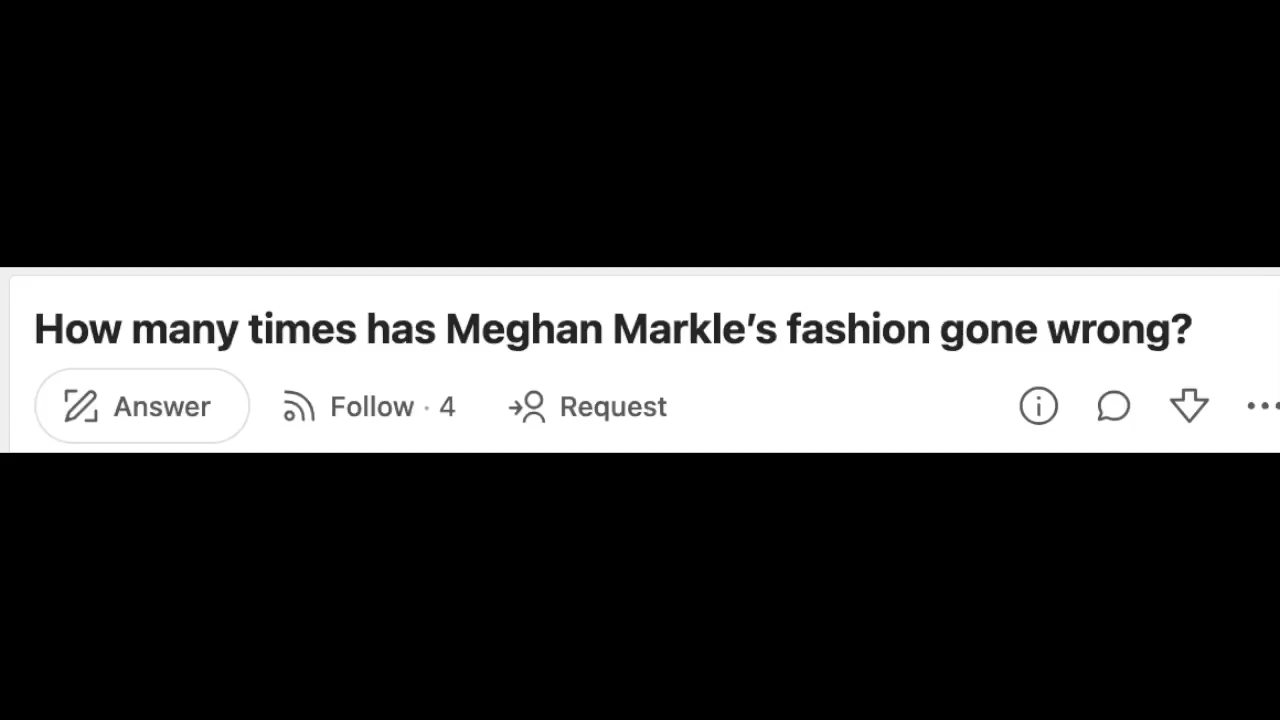 How many times has Meghan Markle’s fashion gone wrong?
Answer Follow · 4 Request